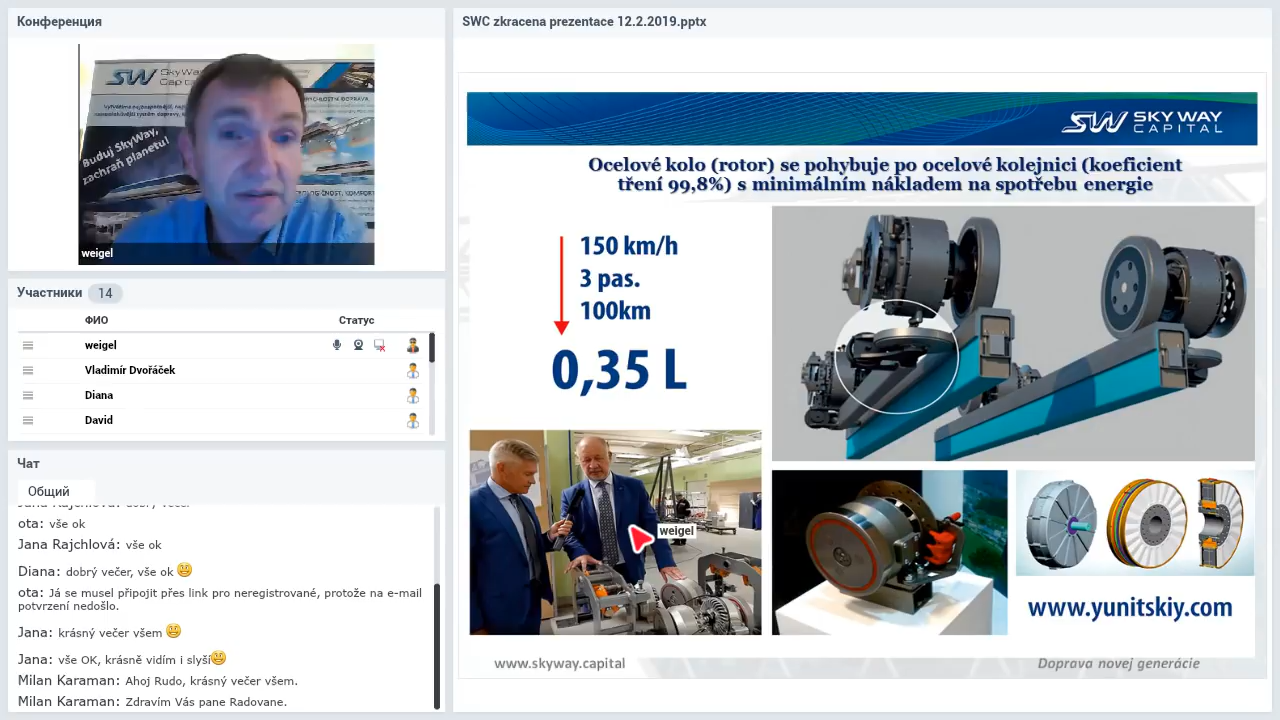 Конференция
SW SkyWay
Capital
Buduj SkyWay,
zachraň planetu!
weigel
Участники 14
ФИО Статус
weigel
Vladimír Dvořáček
Diana
David
Чат
Общий
ota: vše ok
Jana Rajchlová: vše ok
Diana: dobrý večer, vše ok
ota: Já se musel připojit přes link pro neregistrované, protože na e-mail
potvrzení nedošlo.
Jana: krásný večer všem
Jana: vše OK, krásně vidím i slyší
Milan Karaman: Ahoj Rudo, krásný večer všem.
Milan Karaman: Zdravím Vás pane Radovane.
SWC zkracena prezentace 12.2.2019.pptx
SW SKY WAY
CAPITAL
Ocelové kolo (rotor) se pohybuje po ocelové kolejnici (koeficient
tření 99,8%) s minimálním nákladem na spotřebu energie
150 km/h
3 pas.
100km
0,35 L
weigel
www.yunitskiy.com
www.skyway.capital
Doprava novej generácie